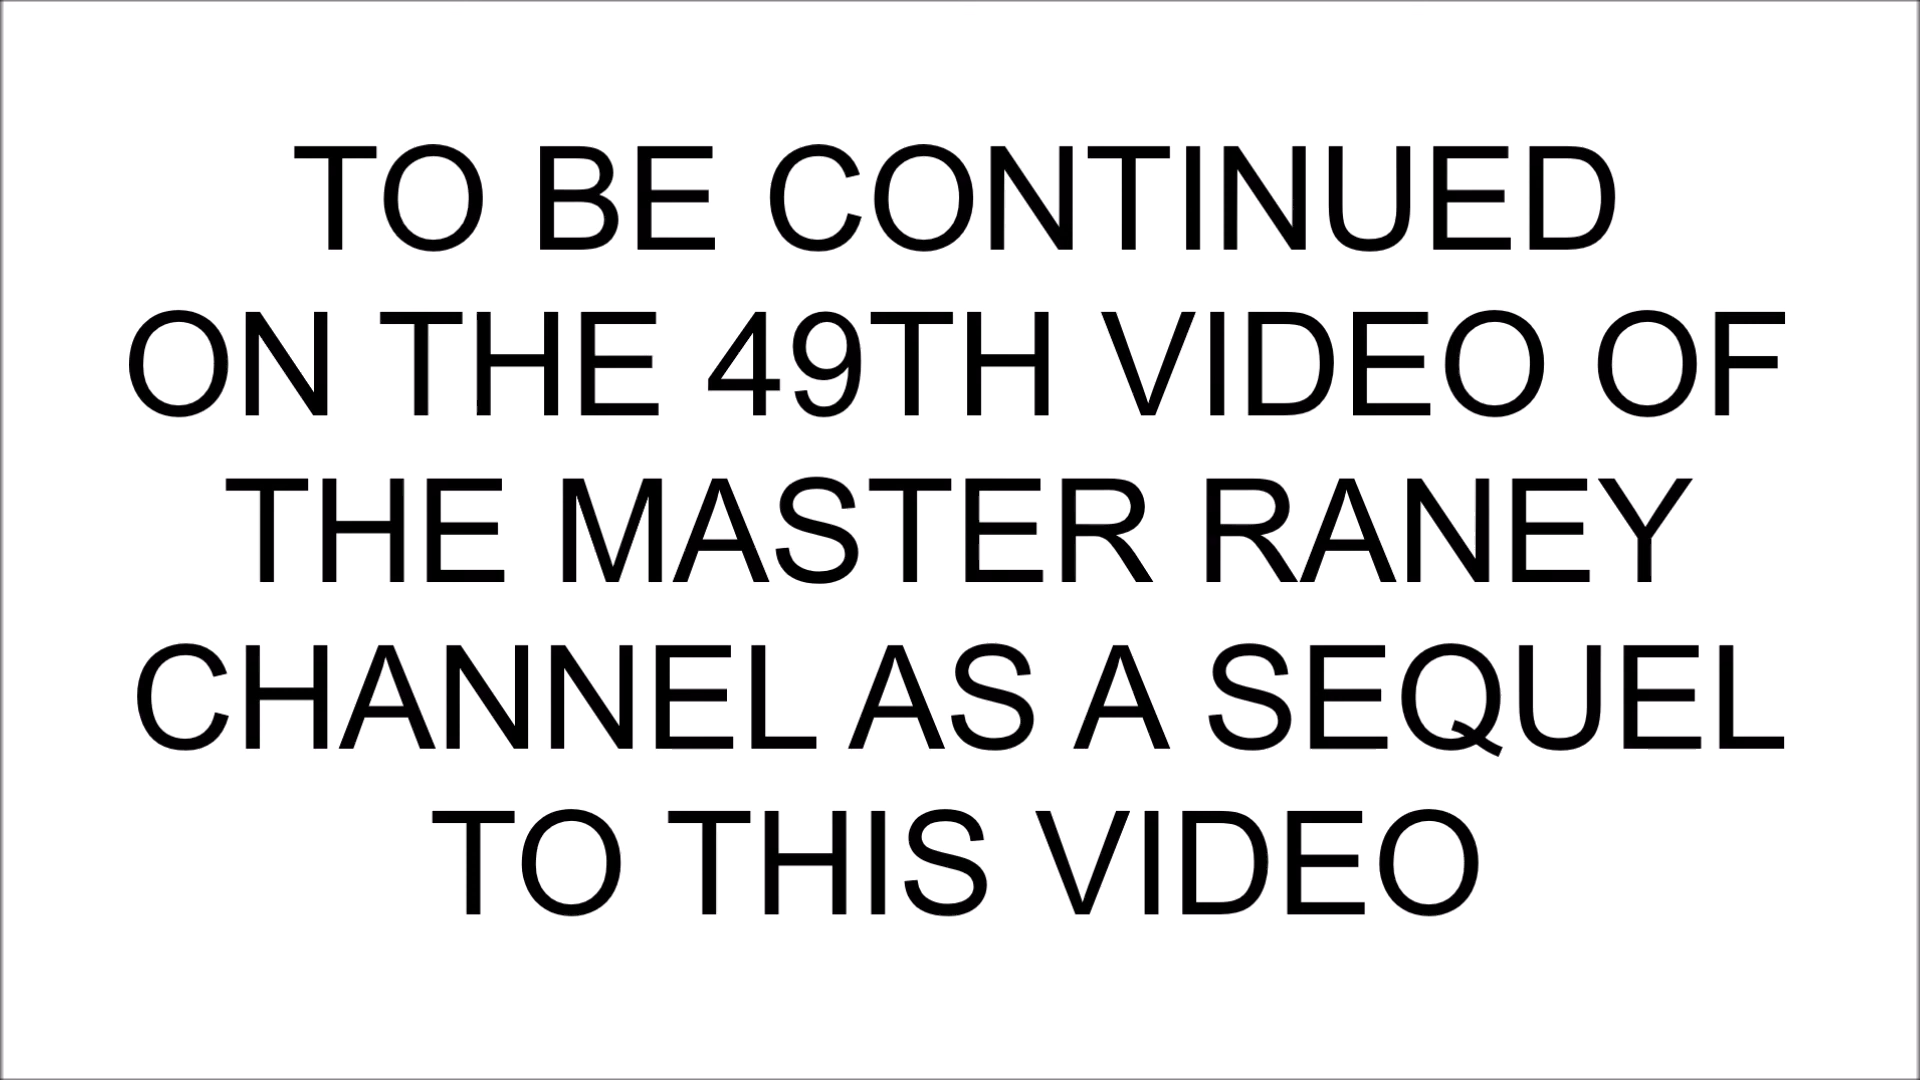 TO BE CONTINUED
ON THE 49TH VIDEO OF
THE MASTER RANEY
CHANNEL AS A SEQUEL
TO THIS VIDEO